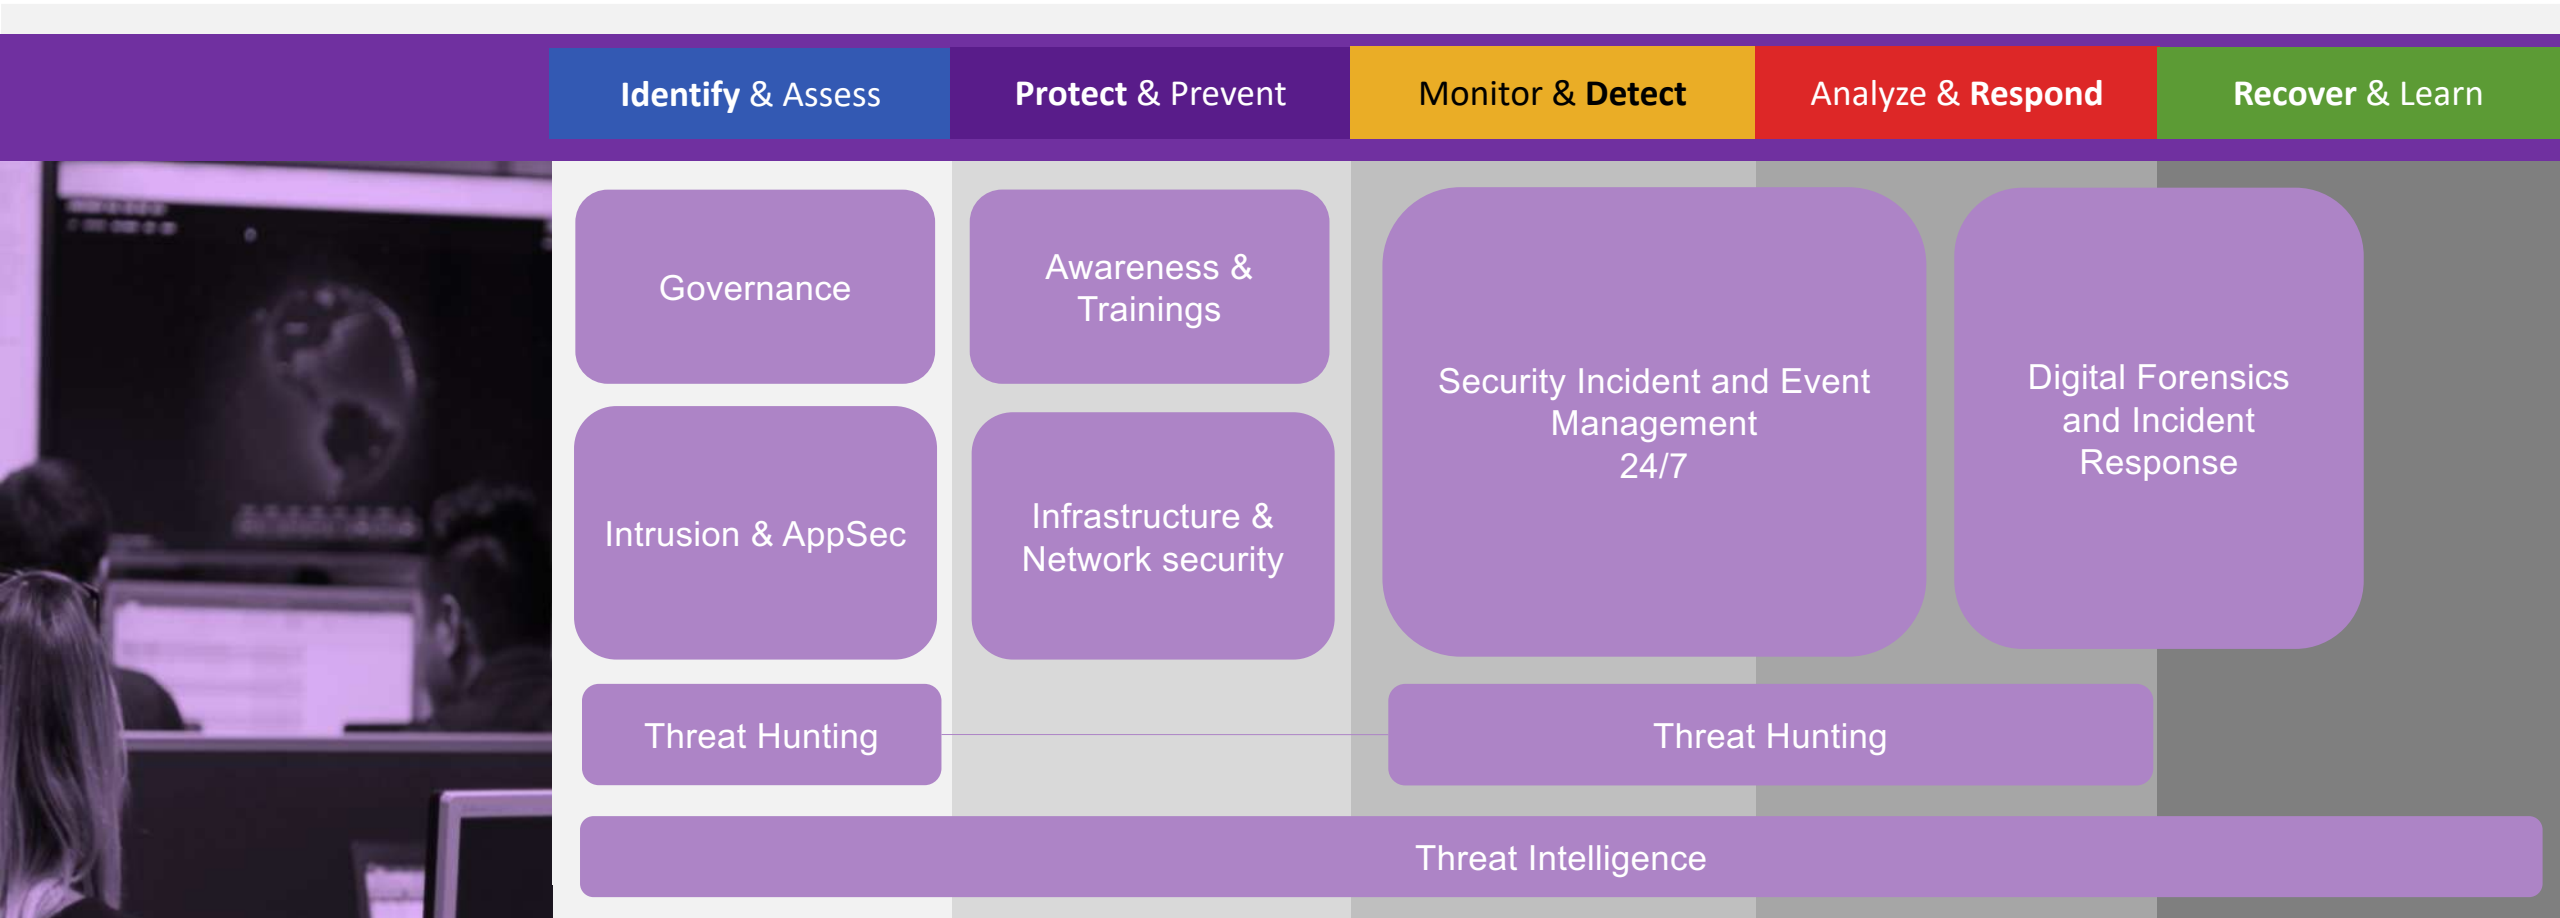 Identify & Assess
Protect & Prevent
Monitor & Detect
Analyze & Respond
Recover & Learn
Governance
Awareness &
Trainings
Security Incident and Event
Management
24/7
Digital Forensics
and Incident
Response
Intrusion & AppSec
Infrastructure &
Network security
Threat Hunting
Threat Hunting
Threat Intelligence